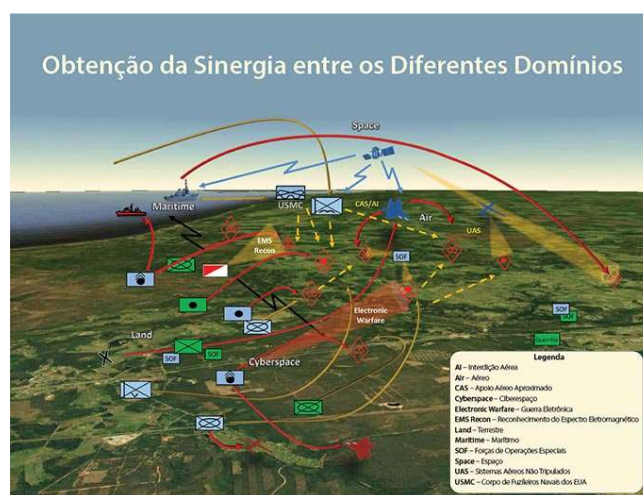 Obtenção da Sinergia entre os Diferentes Domínios
Space
Maritime
USMC
CAS/AI
Air
UAS
EMS
Recon
SOF
SOF
SOF
Electronic
Warfare
Land
SOF
SOF
Guerrilla
Cyberspace
Legenda
AI – Interdição Aérea
Air – Aéreo
CAS – Apoio Aéreo Aproximado
Cyberspace – Ciberespaço
Electronic Warfare – Guerra Eletrônica
EMS Recon – Reconhecimento do Espectro Eletromagnético
Land – Terrestre
Maritime – Marítimo
SOF – Forças de Operações Especiais
Space – Espaço
UAS – Sistemas Aéreos Não Tripulados
USMC – Corpo de Fuzileiros Navais dos EUA